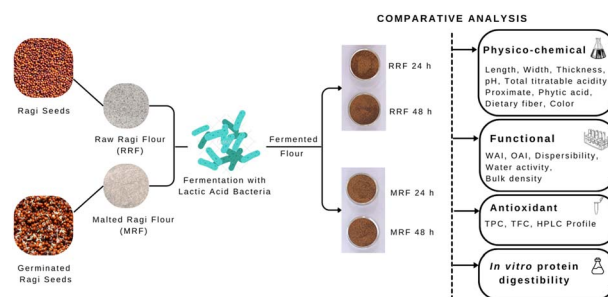 COMPARATIVE ANALYSIS
Ragi Seeds
Raw Ragi Flour
(RRF)
Malted Ragi Flour
(MRF)
Germinated
Ragi Seeds
Fermentation with
Lactic Acid Bacteria
Fermented
Flour
RRF 24 h
RRF 48 h
MRF 24 h
MRF 48 h
Physico-chemical
Length, Width, Thickness,
pH, Total titratable acidity
Proximate, Phytic acid,
Dietary fiber, Color
Functional
WAI, OAI, Dispersibility,
Water activity,
Bulk density
Antioxidant
TPC, TFC, HPLC Profile
In vitro protein
digestibility